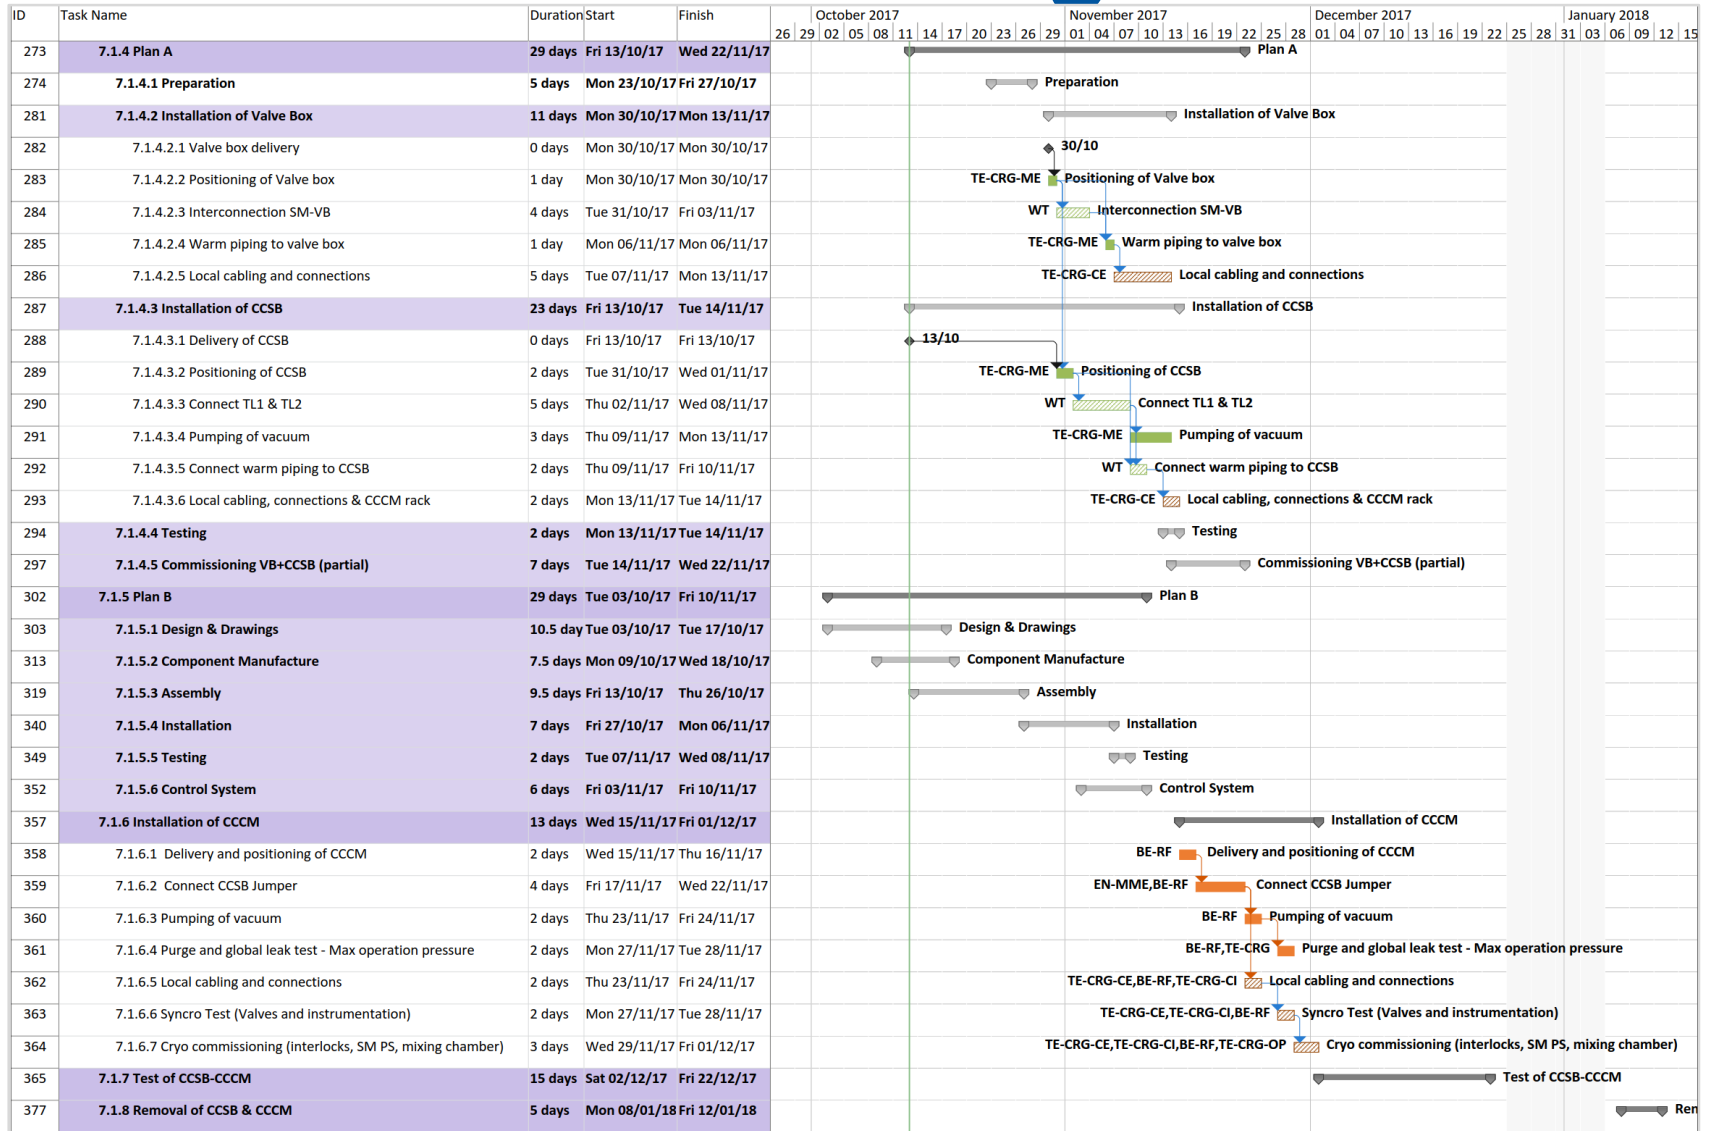 ID Task Name Duration Start Finish October 2017 November 2017 December 2017 January 2018
26 29 02 05 08 11 14 17 20 23 26 29 01 04 07 10 13 16 19 22 25 28 01 04 07 10 13 16 19 22 25 28 31 03 06 09 12 15
273 7.1.4 Plan A 29 days Fri 13/10/17 Wed 22/11/17 Plan A
274 7.1.4.1 Preparation 5 days Mon 23/10/17 Fri 27/10/17 Preparation
281 7.1.4.2 Installation of Valve Box 11 days Mon 30/10/17 Mon 13/11/17 Installation of Valve Box
282 7.1.4.2.1 Valve box delivery 0 days Mon 30/10/17 Mon 30/10/17 30/10
283 7.1.4.2.2 Positioning of Valve box 1 day Mon 30/10/17 Mon 30/10/17 TE-CRG-ME Positioning of Valve box
284 7.1.4.2.3 Interconnection SM-VB 4 days Tue 31/10/17 Fri 03/11/17 WT Interconnection SM-VB
285 7.1.4.2.4 Warm piping to valve box 1 day Mon 06/11/17 Mon 06/11/17 TE-CRG-ME Warm piping to valve box
286 7.1.4.2.5 Local cabling and connections 5 days Tue 07/11/17 Mon 13/11/17 TE-CRG-CE Local cabling and connections
287 7.1.4.3 Installation of CCSB 23 days Fri 13/10/17 Tue 14/11/17 Installation of CCSB
288 7.1.4.3.1 Delivery of CCSB 0 days Fri 13/10/17 Fri 13/10/17 13/10
289 7.1.4.3.2 Positioning of CCSB 2 days Tue 31/10/17 Wed 01/11/17 TE-CRG-ME Positioning of CCSB
290 7.1.4.3.3 Connect TL1 & TL2 5 days Thu 02/11/17 Wed 08/11/17 WT Connect TL1 & TL2
291 7.1.4.3.4 Pumping of vacuum 3 days Thu 09/11/17 Mon 13/11/17 TE-CRG-ME Pumping of vacuum
292 7.1.4.3.5 Connect warm piping to CCSB 2 days Thu 09/11/17 Fri 10/11/17 WT Connect warm piping to CCSB
293 7.1.4.3.6 Local cabling, connections & CCCM rack 2 days Mon 13/11/17 Tue 14/11/17 TE-CRG-CE Local cabling, connections & CCCM rack
294 7.1.4.4 Testing 2 days Mon 13/11/17 Tue 14/11/17 Testing
297 7.1.4.5 Commissioning VB+CCSB (partial) 7 days Tue 14/11/17 Wed 22/11/17 Commissioning VB+CCSB (partial)
302 7.1.5 Plan B 29 days Tue 03/10/17 Fri 10/11/17 Plan B
303 7.1.5.1 Design & Drawings 10.5 day Tue 03/10/17 Tue 17/10/17 Design & Drawings
313 7.1.5.2 Component Manufacture 7.5 days Mon 09/10/17 Wed 18/10/17 Component Manufacture
319 7.1.5.3 Assembly 9.5 days Fri 13/10/17 Thu 26/10/17 Assembly
340 7.1.5.4 Installation 7 days Fri 27/10/17 Mon 06/11/17 Installation
349 7.1.5.5 Testing 2 days Tue 07/11/17 Wed 08/11/17 Testing
352 7.1.5.6 Control System 6 days Fri 03/11/17 Fri 10/11/17 Control System
357 7.1.6 Installation of CCCM 13 days Wed 15/11/17 Fri 01/12/17 Installation of CCCM
358 7.1.6.1 Delivery and positioning of CCCM 2 days Wed 15/11/17 Thu 16/11/17 BE-RF Delivery and positioning of CCCM
359 7.1.6.2 Connect CCSB Jumper 4 days Fri 17/11/17 Wed 22/11/17 EN-MME,BE-RF Connect CCSB Jumper
360 7.1.6.3 Pumping of vacuum 2 days Thu 23/11/17 Fri 24/11/17 BE-RF Pumping of vacuum
361 7.1.6.4 Purge and global leak test - Max operation pressure 2 days Mon 27/11/17 Tue 28/11/17 BE-RF,TE-CRG Purge and global leak test - Max operation pressure
362 7.1.6.5 Local cabling and connections 2 days Thu 23/11/17 Fri 24/11/17 TE-CRG-CE,BE-RF,TE-CRG-CI Local cabling and connections
363 7.1.6.6 Syncro Test (Valves and instrumentation) 2 days Mon 27/11/17 Tue 28/11/17 TE-CRG-CE,TE-CRG-CI,BE-RF Syncro Test (Valves and instrumentation)
364 7.1.6.7 Cryo commissioning (interlocks, SM PS, mixing chamber) 3 days Wed 29/11/17 Fri 01/12/17 TE-CRG-CE,TE-CRG-CI,BE-RF,TE-CRG-OP Cryo commissioning (interlocks, SM PS, mixing chamber)
365 7.1.7 Test of CCSB-CCCM 15 days Sat 02/12/17 Fri 22/12/17 Test of CCSB-CCCM
377 7.1.8 Removal of CCSB & CCCM 5 days Mon 08/01/18 Fri 12/01/18 Ren